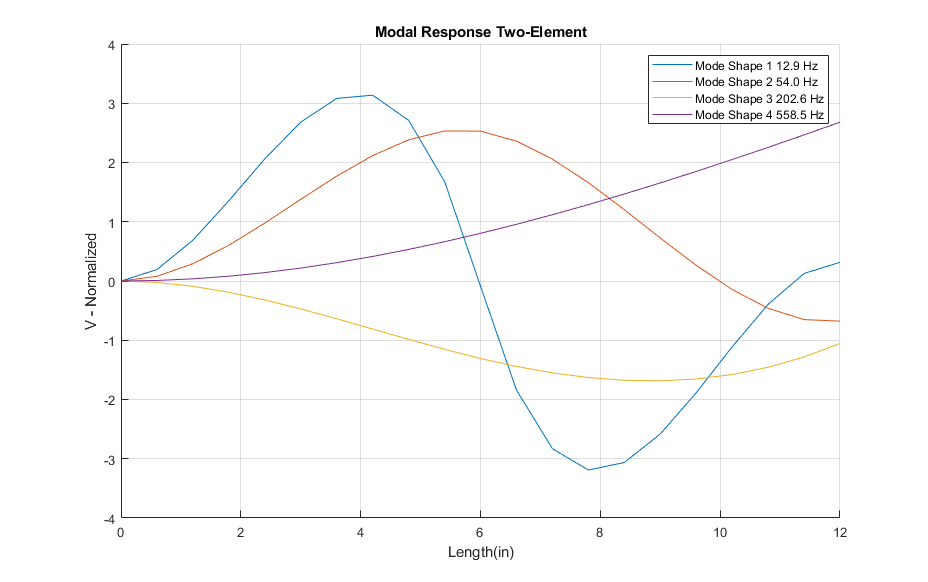 Modal Response Two-Element
Mode Shape 1 12.9 Hz
Mode Shape 2 54.0 Hz
Mode Shape 3 202.6 Hz
Mode Shape 4 558.5 Hz
V - Normalized
4
3
2
1
0
-1
-2
-3
-4
0 2 4 6 8 10 12
Length(in)